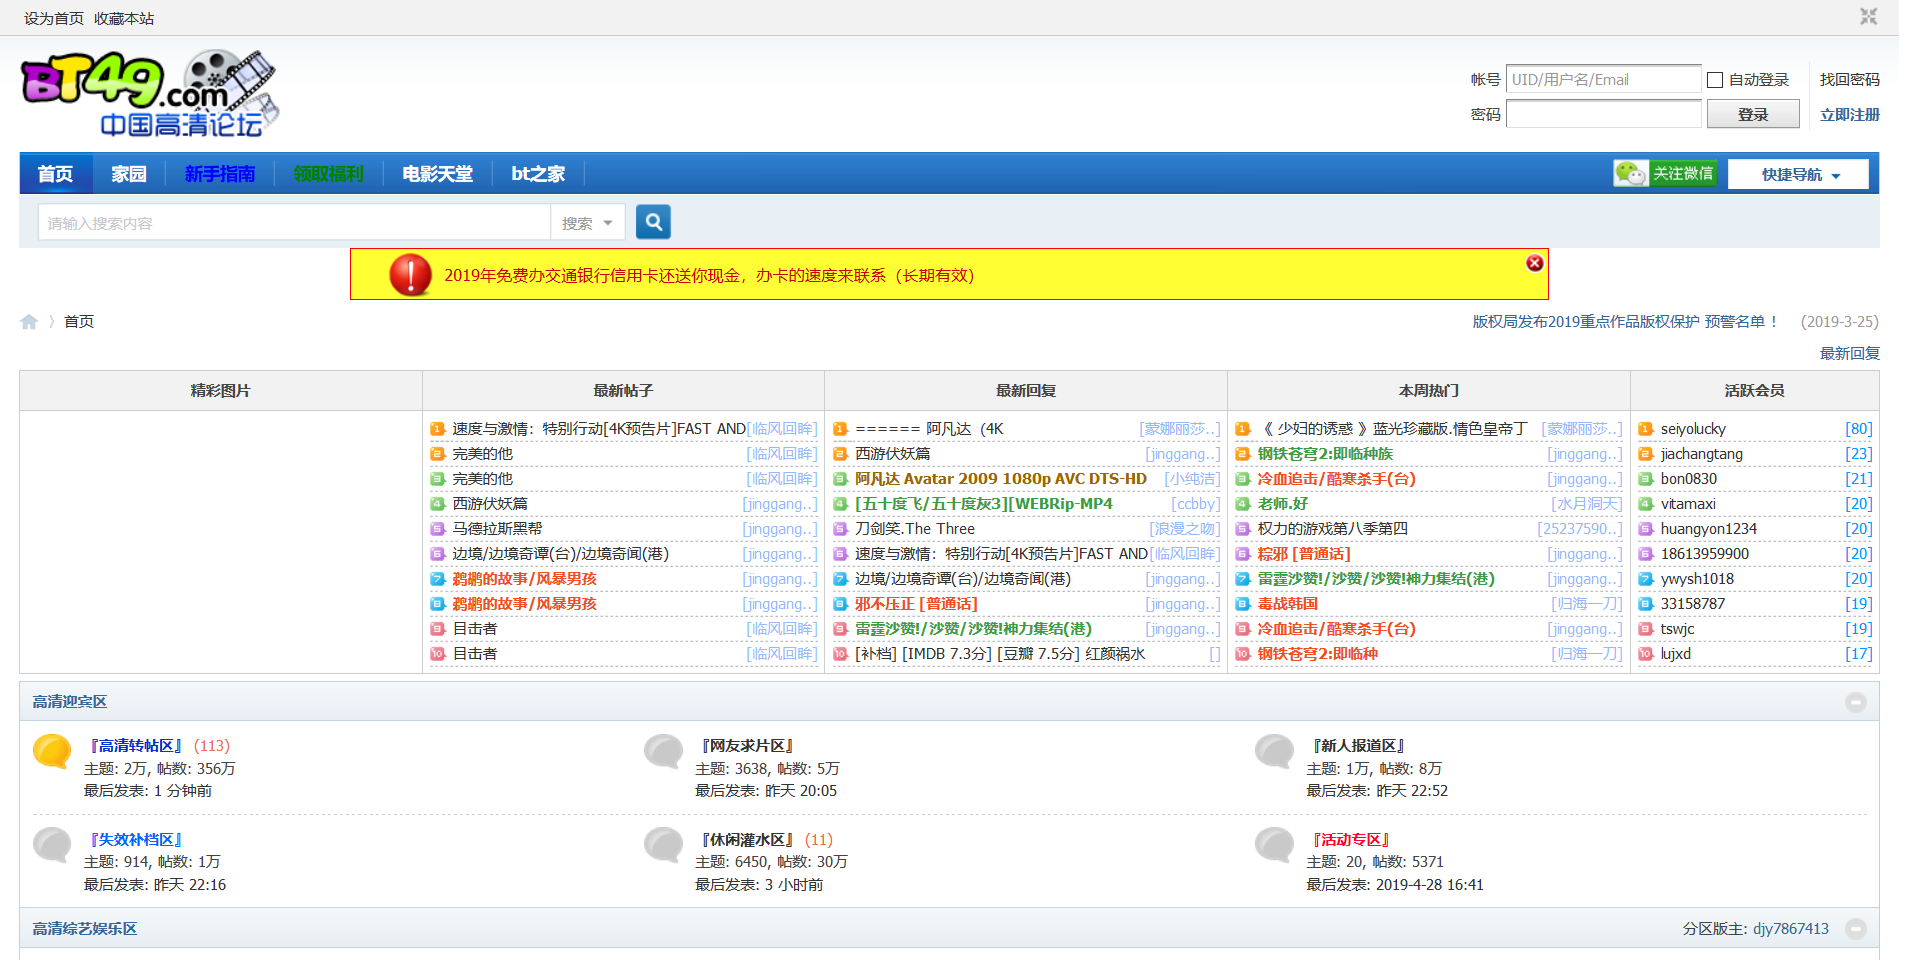 设为首页 收藏本站
BT49.com
中国高清论坛
帐号 UID/用户名/Email 自动登录 找回密码
密码 登录 立即注册
首页 家园 新手指南 领取福利 电影天堂 bt之家 关注微信 快捷导航
请输入搜索内容 搜索
2019年免费办交通银行信用卡还送你现金，办卡的速度来联系（长期有效）
首页 版权局发布2019重点作品版权保护 预警名单！ (2019-3-25)
最新回复
精彩图片 最新帖子 最新回复 本周热门 活跃会员
1 速度与激情：特别行动[4K预告片]FAST AND [临风回眸]
2 完美的他 [临风回眸]
3 完美的他 [临风回眸]
4 西游伏妖篇 [jinggang..]
5 马德拉斯黑帮 [jinggang..]
6 边境/边境奇谭(台)/边境奇闻(港) [jinggang..]
7 鹈鹕的故事/风暴男孩 [jinggang..]
8 鹈鹕的故事/风暴男孩 [jinggang..]
9 目击者 [临风回眸]
10 目击者 [临风回眸]
1 ====== 阿凡达（4K [蒙娜丽莎..]
2 西游伏妖篇 [jinggang..]
3 阿凡达 Avatar 2009 1080p AVC DTS-HD [小纯洁]
4 [五十度飞/五十度灰3][WEBRip-MP4 [ccbby]
5 刀剑笑.The Three [浪漫之吻]
6 速度与激情：特别行动[4K预告片]FAST AND [临风回眸]
7 边境/边境奇谭(台)/边境奇闻(港) [jinggang..]
8 邪不压正 [普通话] [jinggang..]
9 雷霆沙赞!/沙赞/沙赞!神力集结(港) [jinggang..]
10 [补档] [IMDB 7.3分] [豆瓣 7.5分] 红颜祸水 []
1 《 少妇的诱惑 》蓝光珍藏版.情色皇帝丁 [蒙娜丽莎..]
2 钢铁苍穹2:即临种族 [jinggang..]
3 冷血追击/酷寒杀手(台) [jinggang..]
4 老师.好 [水月洞天]
5 权力的游戏第八季第四 [25237590..]
6 粽邪 [普通话] [jinggang..]
7 雷霆沙赞!/沙赞/沙赞!神力集结(港) [jinggang..]
8 毒战韩国 [归海一刀]
9 冷血追击/酷寒杀手(台) [jinggang..]
10 钢铁苍穹2:即临种 [归海一刀]
1 seiyolucky [80]
2 jiachangtang [23]
3 bon0830 [21]
4 vitamaxi [20]
5 huangyon1234 [20]
6 18613959900 [20]
7 ywysh1018 [20]
8 33158787 [19]
9 tswjc [19]
10 lujxd [17]
高清迎宾区
『高清转帖区』 (113)
主题: 2万, 帖数: 356万
最后发表: 1 分钟前
『网友求片区』
主题: 3638, 帖数: 5万
最后发表: 昨天 20:05
『新人报道区』
主题: 1万, 帖数: 8万
最后发表: 昨天 22:52
『失效补档区』
主题: 914, 帖数: 1万
最后发表: 昨天 22:16
『休闲灌水区』 (11)
主题: 6450, 帖数: 30万
最后发表: 3 小时前
『活动专区』
主题: 20, 帖数: 5371
最后发表: 2019-4-28 16:41
高清综艺娱乐区 分区版主: djy7867413